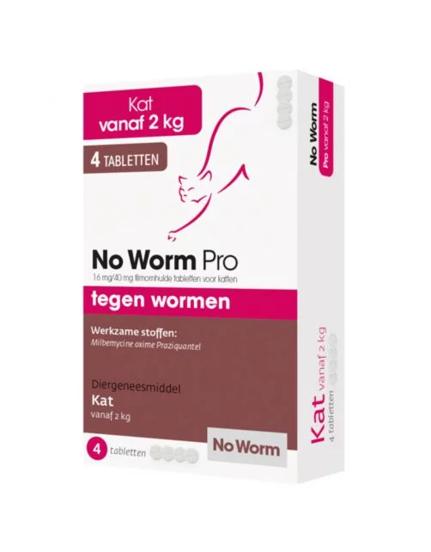 Kat
vanaf 2 kg
4 TABLETTEN
No Worm Pro
16 mg/40 mg filmomhulde tabletten voor katten
tegen wormen
Werkzame stoffen:
Milbemycine oxime Praziquantel
Diergeneesmiddel
Kat
vanaf 2 kg
4 tabletten
No Worm
No Worm
Pro vanaf 2 kg
Kat vanaf 2 kg
4 tabletten